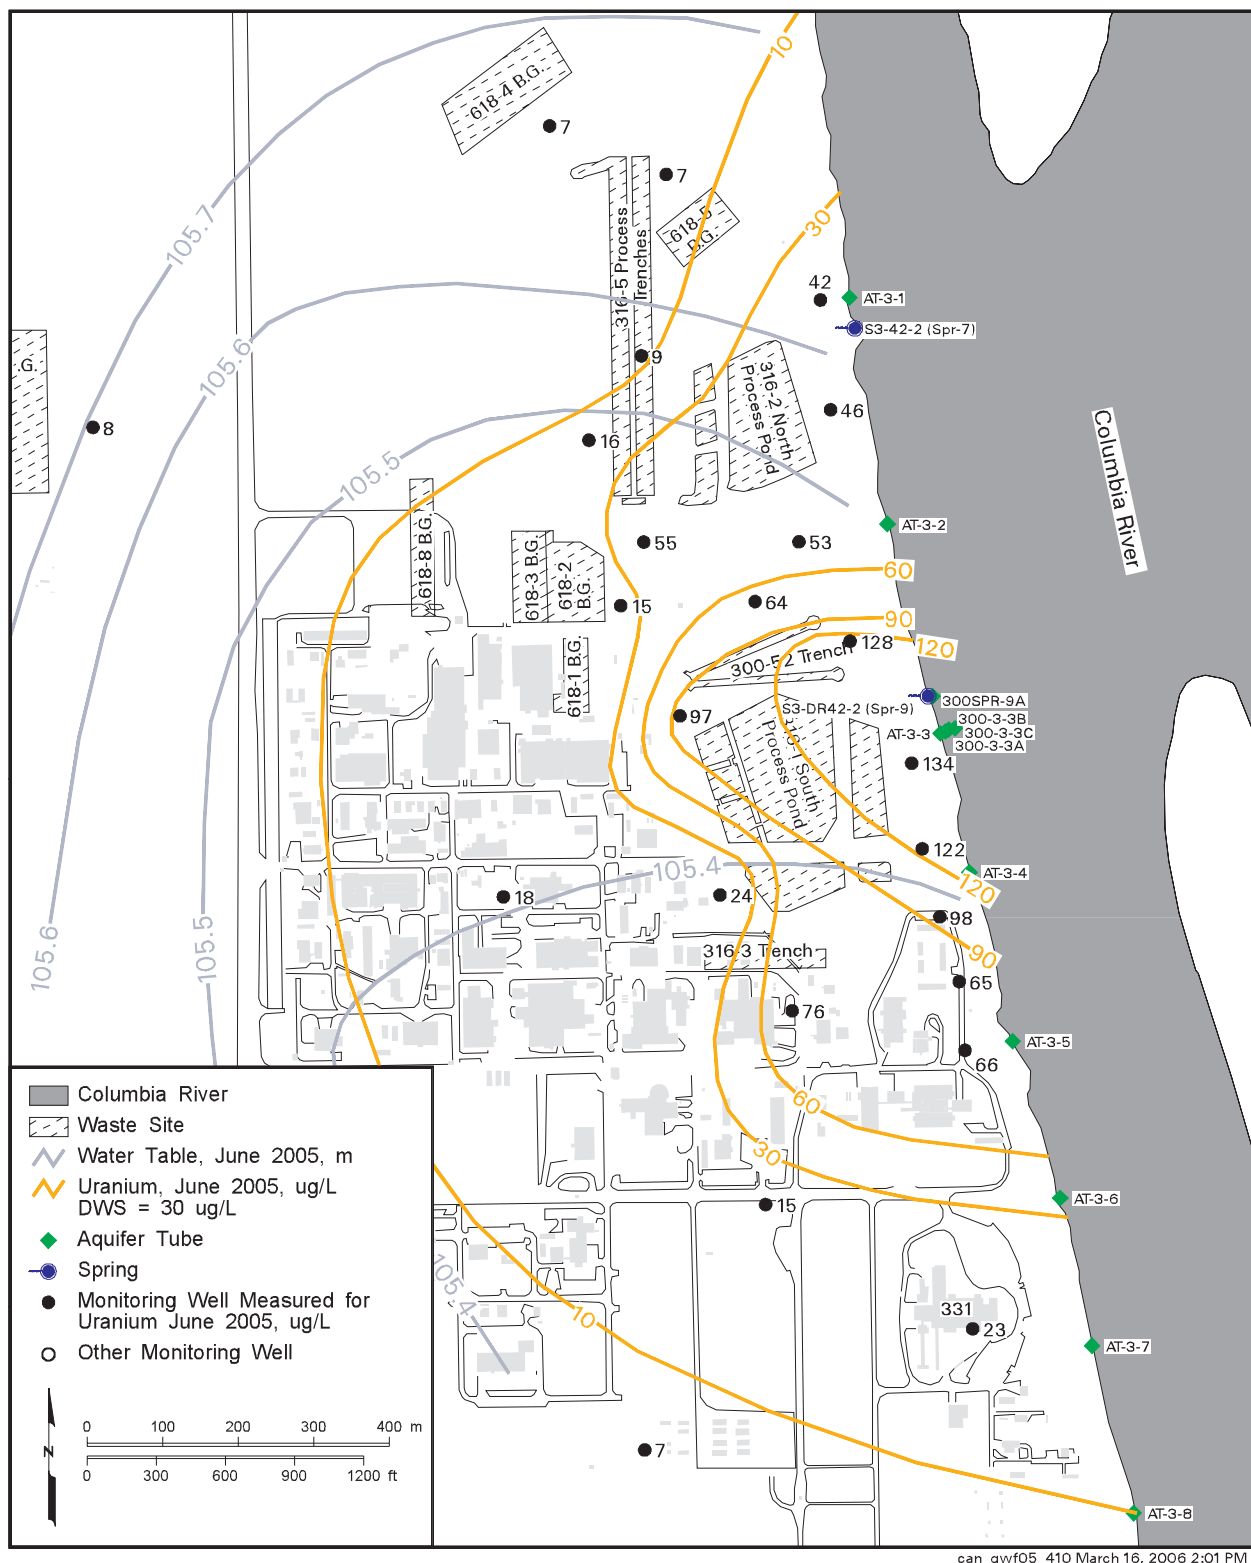 10
618-4 B.G.
7
7
618-5
B.G.
30
105.7
316-5 Process
Trenches
42
AT-3-1
S3-42-2 (Spr-7)
105.6
9
.G.
316-2 North
Process Pond
46
8
16
105.5
Columbia River
AT-3-2
618-8 B.G.
618-3 B.G.
618-2
B.G.
55
53
60
15
64
90
128
120
300-52 Trench
618-1 B.G.
97
S3-DR42-2 (Spr-9)
300SPR-9A
300-3-3B
AT-3-3
300-3-3C
300-3-3A
316-1 South
Process Pond
134
122
105.4
AT-3-4
120
18
24
98
105.6
105.5
316-3 Trench
90
65
76
AT-3-5
66
60
30
AT-3-6
15
105.4
10
331
23
AT-3-7
7
AT-3-8
Columbia River
Waste Site
Water Table, June 2005, m
Uranium, June 2005, ug/L
DWS = 30 ug/L
Aquifer Tube
Spring
Monitoring Well Measured for
Uranium June 2005, ug/L
Other Monitoring Well
N
0 100 200 300 400 m
0 300 600 900 1200 ft
can_gwf05_410 March 16, 2006 2:01 PM